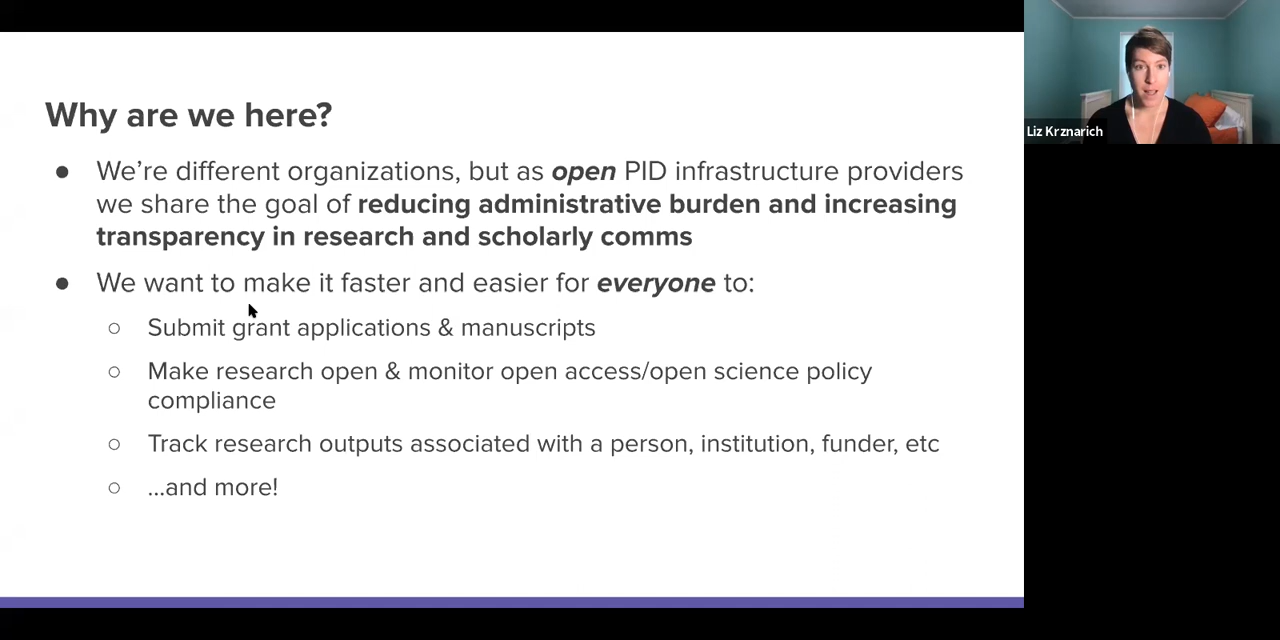 Why are we here?
● We’re different organizations, but as open PID infrastructure providers
we share the goal of reducing administrative burden and increasing
transparency in research and scholarly comms
● We want to make it faster and easier for everyone to:
○ Submit grant applications & manuscripts
○ Make research open & monitor open access/open science policy
compliance
○ Track research outputs associated with a person, institution, funder, etc
○ ...and more!
Liz Krznarich